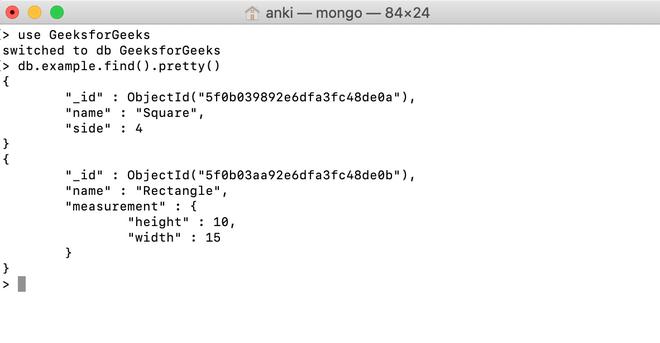 anki — mongo — 84×24
> use GeeksforGeeks
switched to db GeeksforGeeks
> db.example.find().pretty()
{
        "_id" : ObjectId("5f0b039892e6dfa3fc48de0a"),
        "name" : "Square",
        "side" : 4
}
{
        "_id" : ObjectId("5f0b03aa92e6dfa3fc48de0b"),
        "name" : "Rectangle",
        "measurement" : {
                "height" : 10,
                "width" : 15
        }
}
>